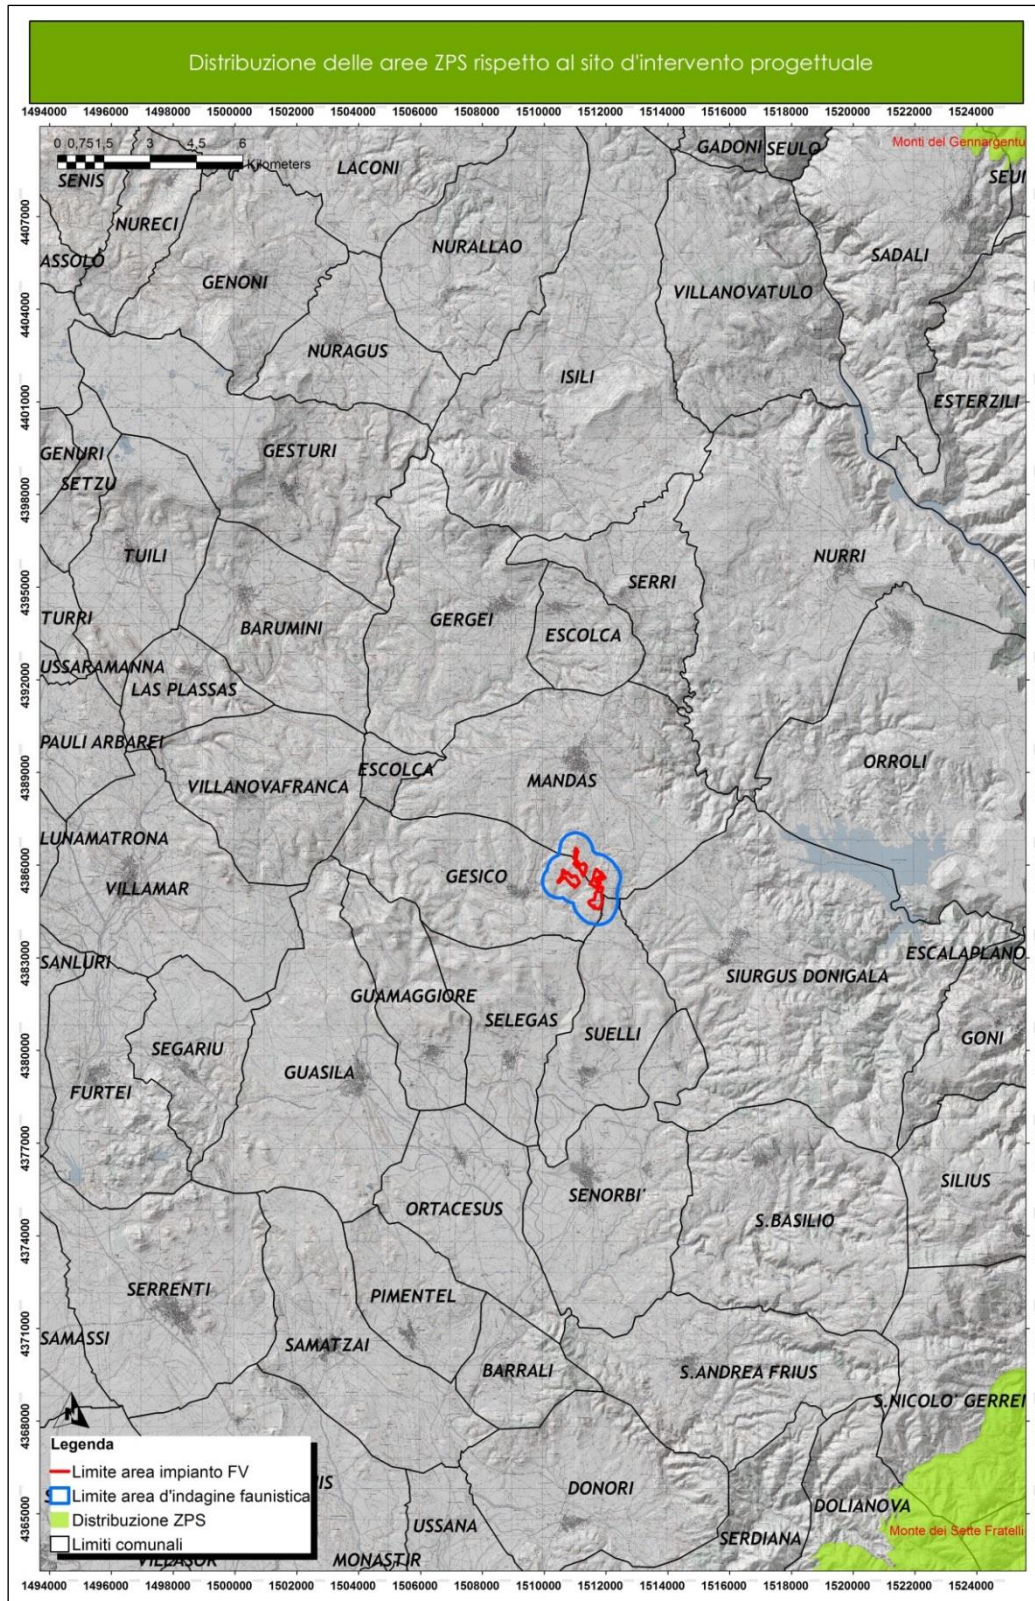 Distribuzione delle aree ZPS rispetto al sito d'intervento progettuale
1494000 1496000 1498000 1500000 1502000 1504000 1506000 1508000 1510000 1512000 1514000 1516000 1518000 1520000 1522000 1524000
0 0,75 1,5 3 4,5 6
Kilometers
LACONI
GADONI
SEULO
Monti del Gennargentu
SENIS
SEUI
4407000
NURECI
NURALLAO
SADALI
ASSOLO
GENONI
VILLANOVATULO
4404000
NURAGUS
ISILI
ESTERZILI
4401000
GENURI
GESTURI
SETZU
4398000
TUILI
NURRI
SERRI
4395000
TURRI
BARUMINI
GERGEI
ESCOLCA
USSARAMANNA
4392000
LAS PLASSAS
PAULI ARBAREI
ORROLI
ESCOLCA
4389000
VILLANOVAFRANCA
MANDAS
LUNAMATRONA
4386000
VILLAMAR
GESICO
ESCALAPLANO
SANLURI
4383000
SIURGUS DONIGALA
GUAMAGGIORE
SELEGAS
SUELLI
GONI
SEGARIU
4380000
GUASILA
FURTEI
4377000
SILIUS
SENORBI'
ORTACESUS
S.BASILIO
4374000
SERRENTI
PIMENTEL
SAMASSI
4371000
SAMATZAI
BARRALI
S.ANDREA FRIUS
S.NICOLO' GERREI
4368000
N
Legenda
Limite area impianto FV
Limite area d'indagine faunistica
Distribuzione ZPS
Limiti comunali
DONORI
DOLIANOVA
4365000
USSANA
SERDIANA
Monte dei Sette Fratelli
VILLASOR
MONASTIR
1494000 1496000 1498000 1500000 1502000 1504000 1506000 1508000 1510000 1512000 1514000 1516000 1518000 1520000 1522000 1524000